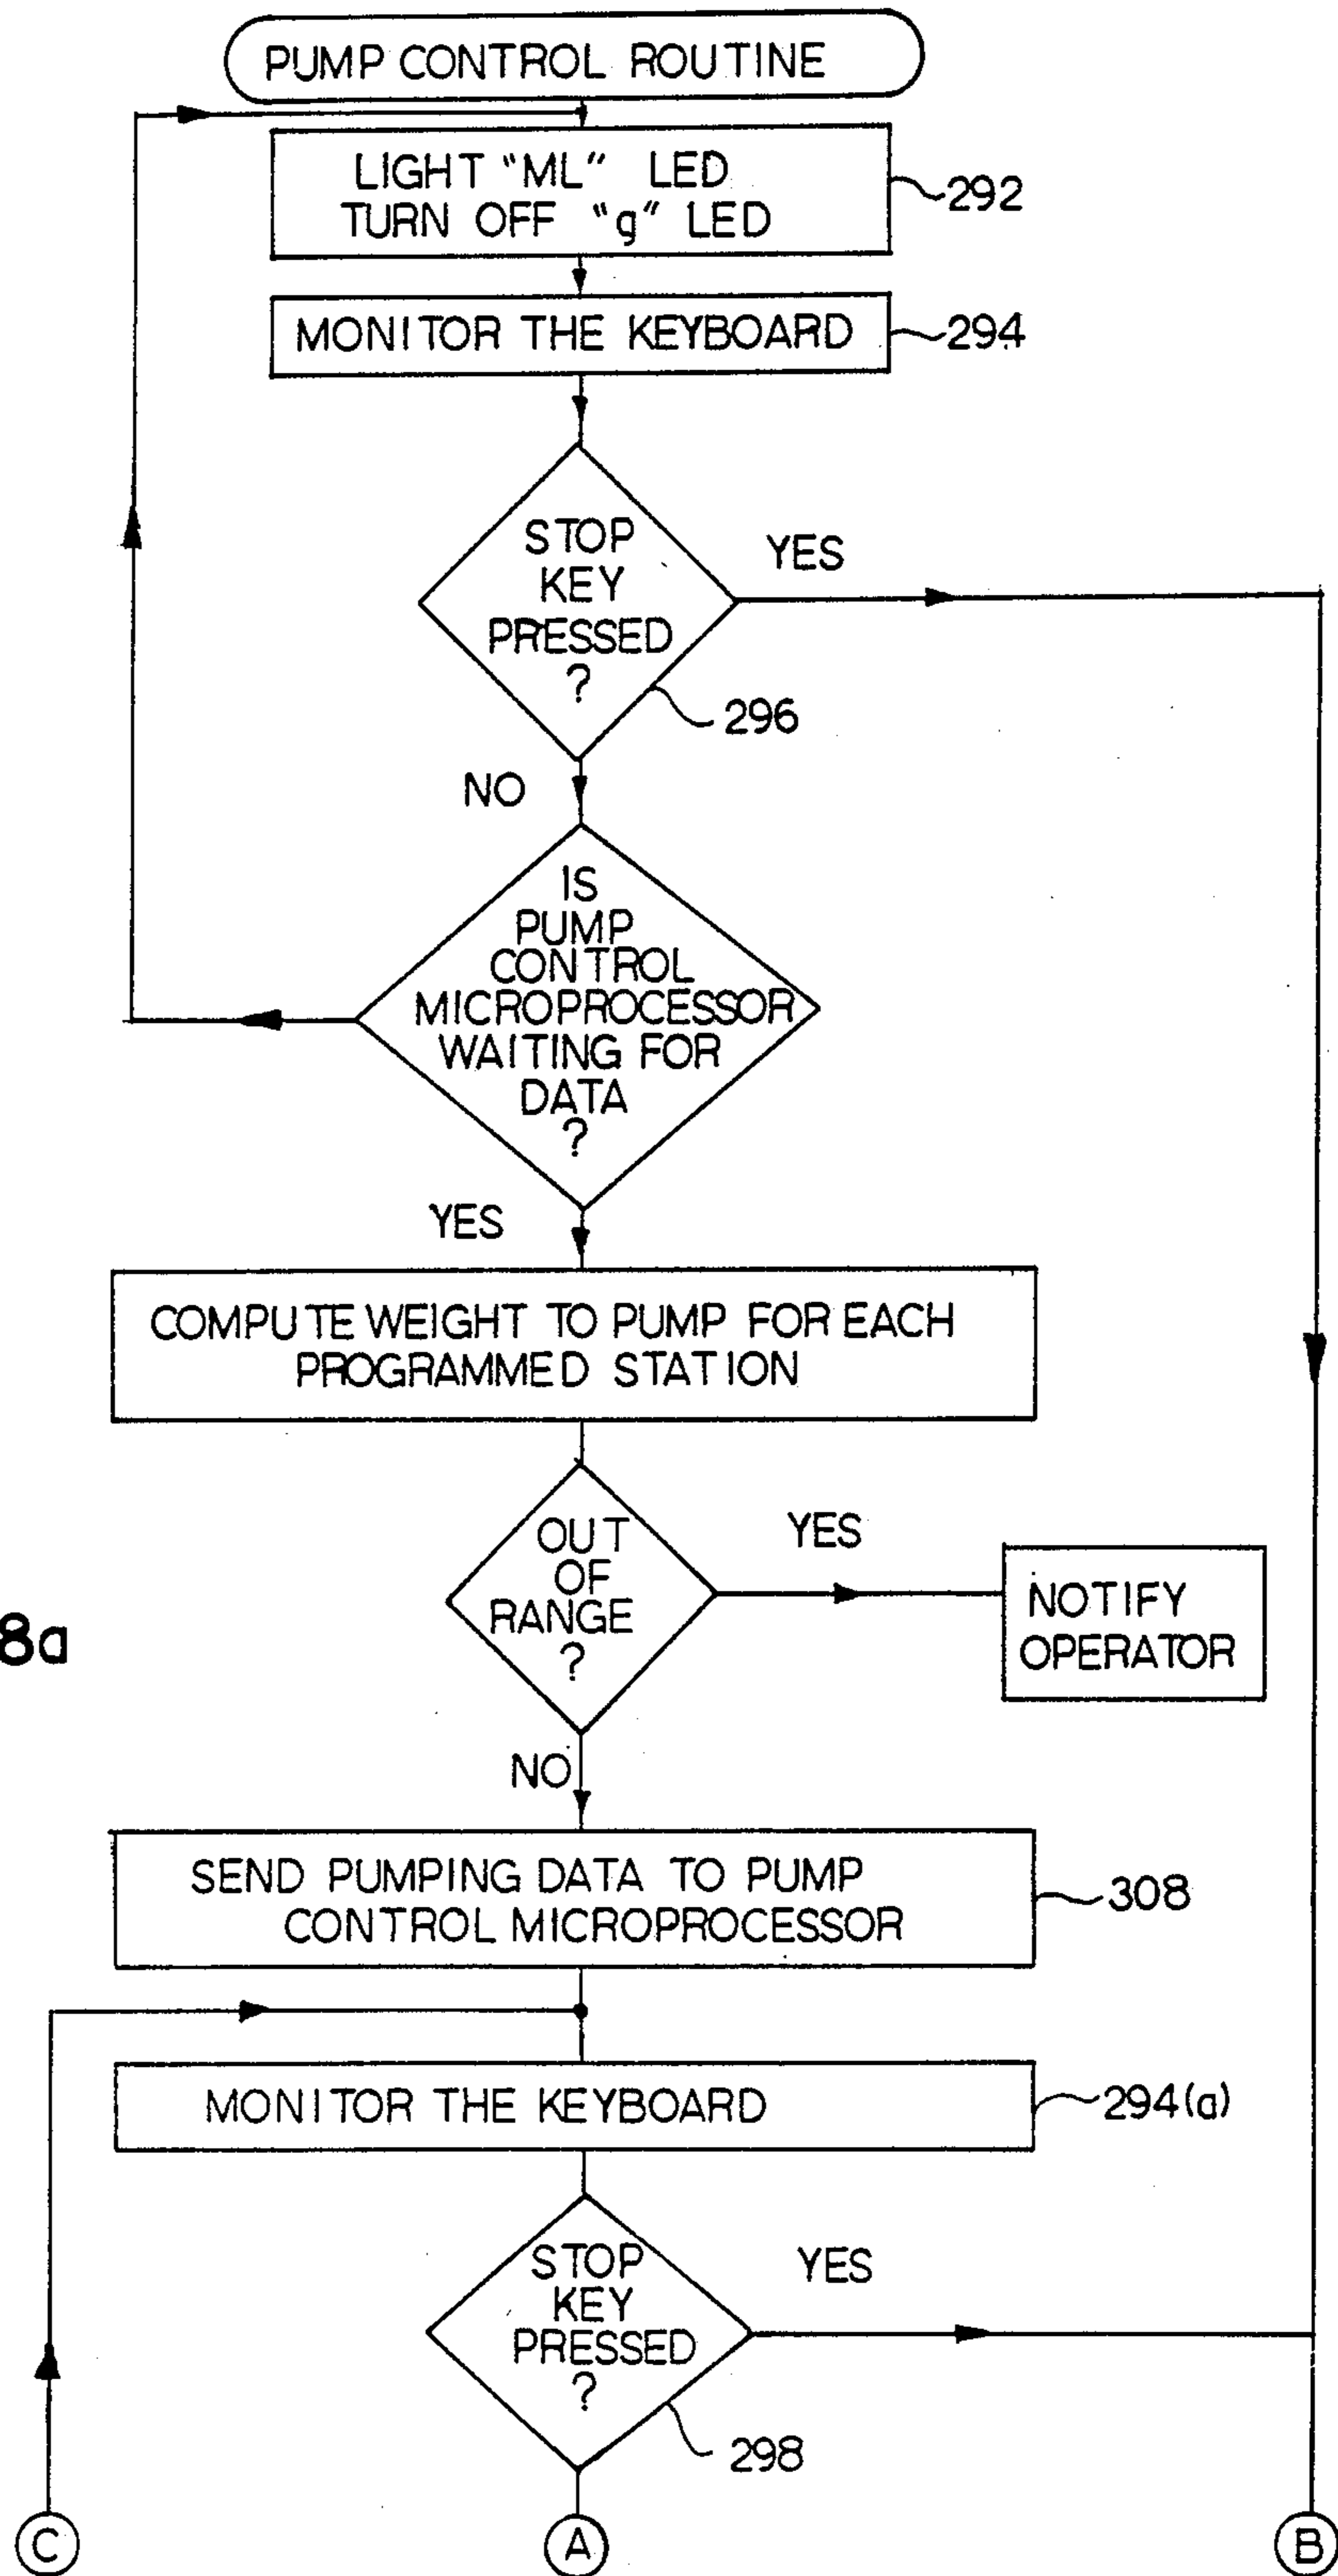 PUMP CONTROL ROUTINE
LIGHT "ML" LED
TURN OFF "g" LED
292
MONITOR THE KEYBOARD
294
STOP
KEY
PRESSED
?
YES
296
NO
IS
PUMP
CONTROL
MICROPROCESSOR
WAITING FOR
DATA
?
YES
COMPUTE WEIGHT TO PUMP FOR EACH
PROGRAMMED STATION
OUT
OF
RANGE
?
YES
NOTIFY
OPERATOR
8a
NO
SEND PUMPING DATA TO PUMP
CONTROL MICROPROCESSOR
308
MONITOR THE KEYBOARD
294(a)
STOP
KEY
PRESSED
?
YES
298
C
A
B